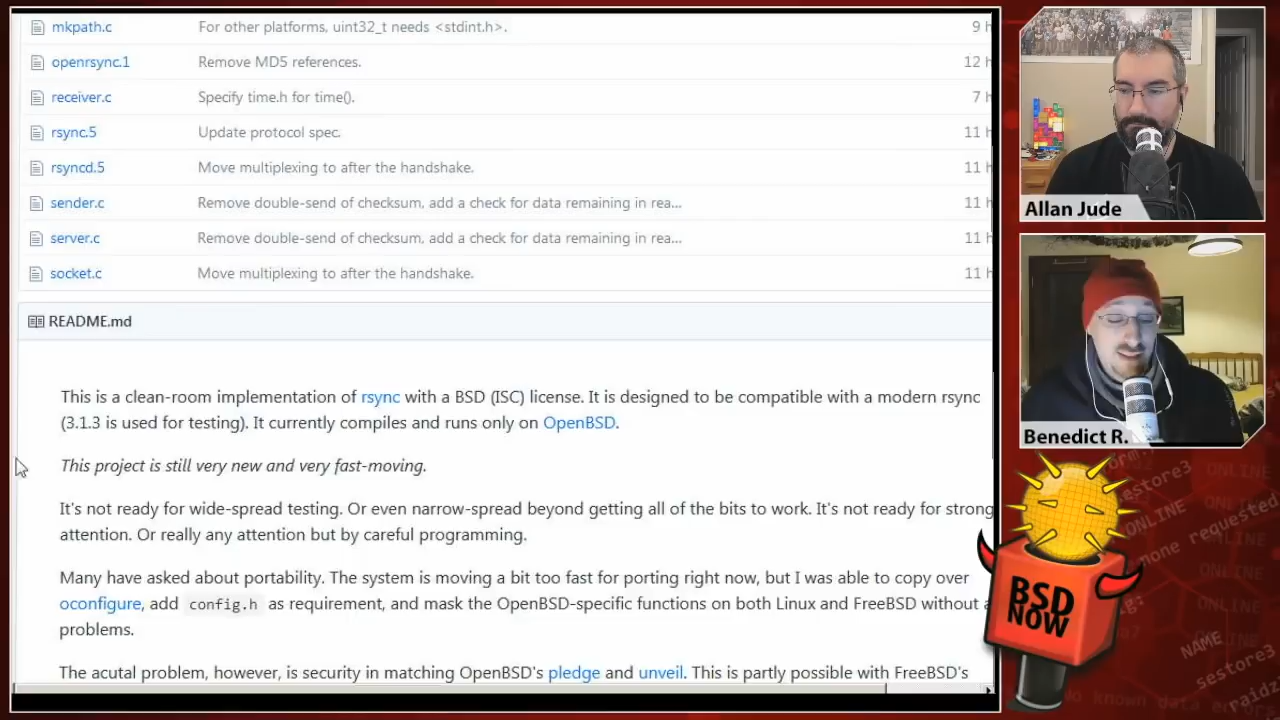 mkpath.c For other platforms, uint32_t needs <stdint.h>. 9 h
openrsync.1 Remove MD5 references. 12 h
receiver.c Specify time.h for time(). 7 h
rsync.5 Update protocol spec. 11 h
rsyncd.5 Move multiplexing to after the handshake. 11 h
sender.c Remove double-send of checksum, add a check for data remaining in rea... 11 h
server.c Remove double-send of checksum, add a check for data remaining in rea... 11 h
socket.c Move multiplexing to after the handshake. 11 h
README.md
This is a clean-room implementation of rsync with a BSD (ISC) license. It is designed to be compatible with a modern rsync
(3.1.3 is used for testing). It currently compiles and runs only on OpenBSD.
This project is still very new and very fast-moving.
It's not ready for wide-spread testing. Or even narrow-spread beyond getting all of the bits to work. It's not ready for strong
attention. Or really any attention but by careful programming.
Many have asked about portability. The system is moving a bit too fast for porting right now, but I was able to copy over
oconfigure, add config.h as requirement, and mask the OpenBSD-specific functions on both Linux and FreeBSD without a
problems.
The acutal problem, however, is security in matching OpenBSD's pledge and unveil. This is partly possible with FreeBSD's
Allan Jude
Benedict R.
BSD
NOW
ONLINE
ONLINE
none requested
ONLINE
ONLINE
NAME